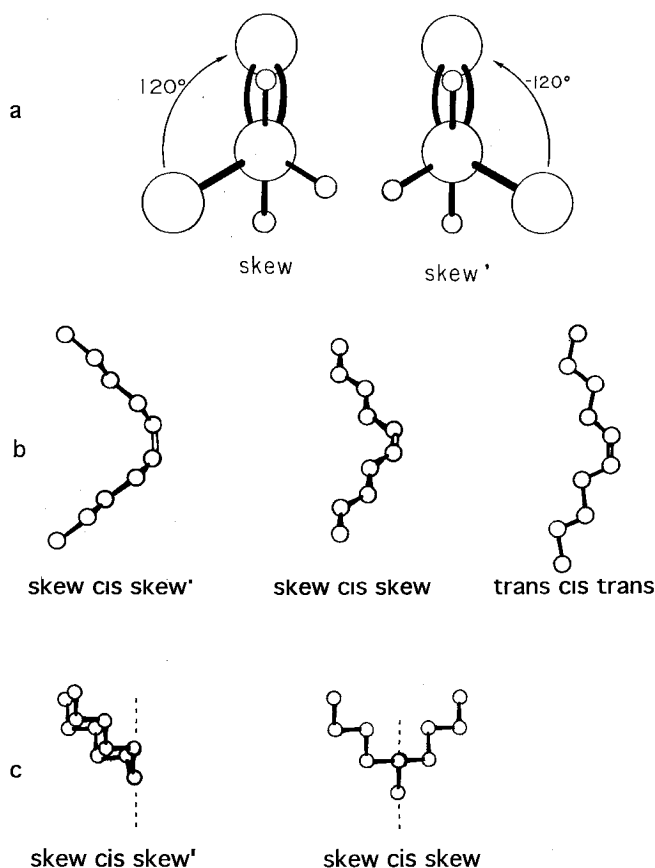 a
120°
-120°
skew
skew'
b
skew cis skew'
skew cis skew
trans cis trans
c
skew cis skew'
skew cis skew